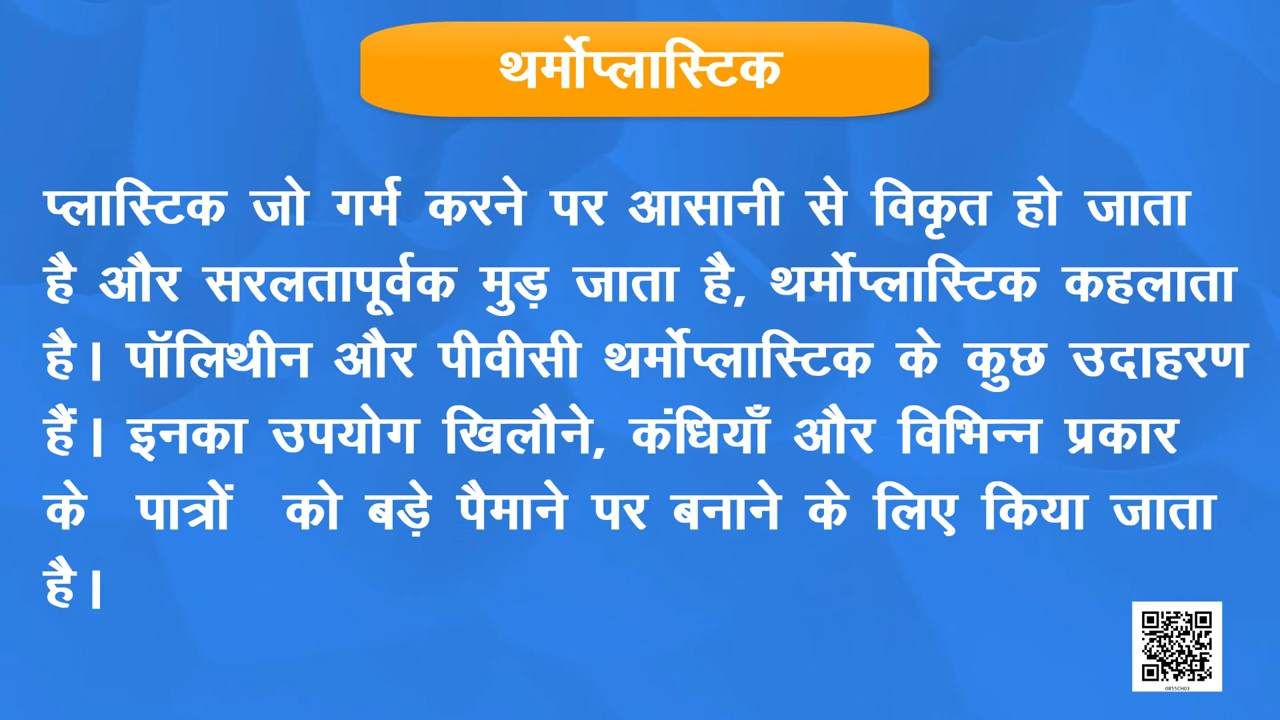 थर्मोप्लास्टिक
प्लास्टिक जो गर्म करने पर आसानी से विकृत हो जाता
है और सरलतापूर्वक मुड़ जाता है, थर्मोप्लास्टिक कहलाता
है। पॉलिथीन और पीवीसी थर्मोप्लास्टिक के कुछ उदाहरण
हैं। इनका उपयोग खिलौने, कंधियाँ और विभिन्न प्रकार
के पात्रों को बड़े पैमाने पर बनाने के लिए किया जाता
है।
0855CH03